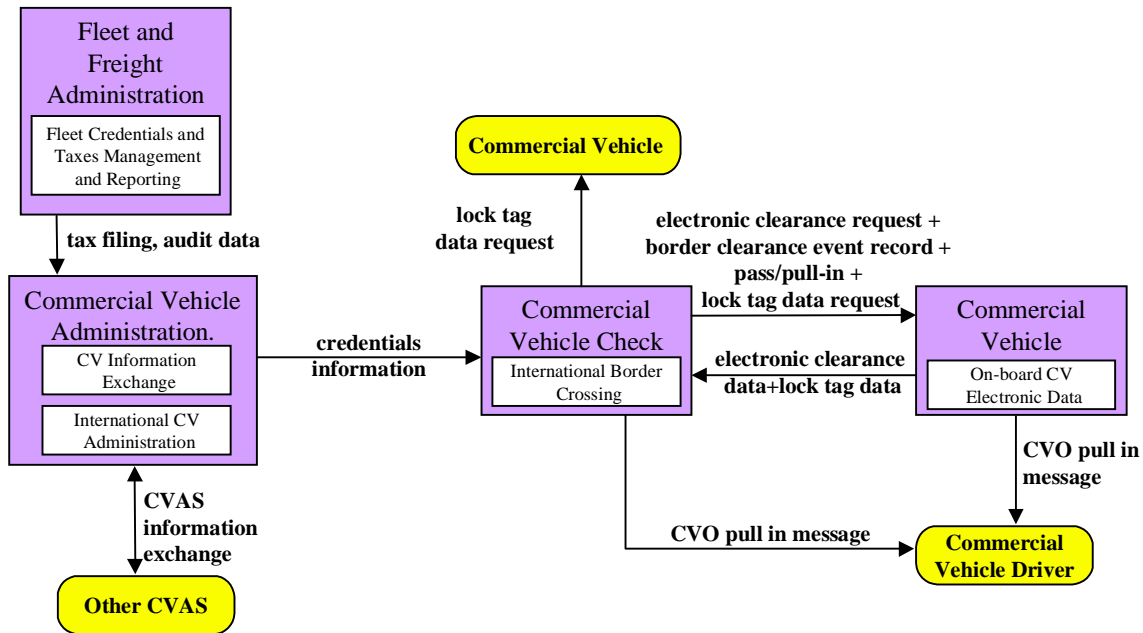 Fleet and
Freight
Administration
Fleet Credentials and
Taxes Management
and Reporting
tax filing, audit data
Commercial Vehicle
Administration.
CV Information
Exchange
International CV
Administration
CVAS
information
exchange
Other CVAS
credentials
information
Commercial Vehicle
lock tag
data request
Commercial
Vehicle Check
International Border
Crossing
electronic clearance request +
border clearance event record +
pass/pull-in +
lock tag data request
electronic clearance
data+lock tag data
Commercial
Vehicle
On-board CV
Electronic Data
CVO pull in
message
CVO pull in message
Commercial
Vehicle Driver